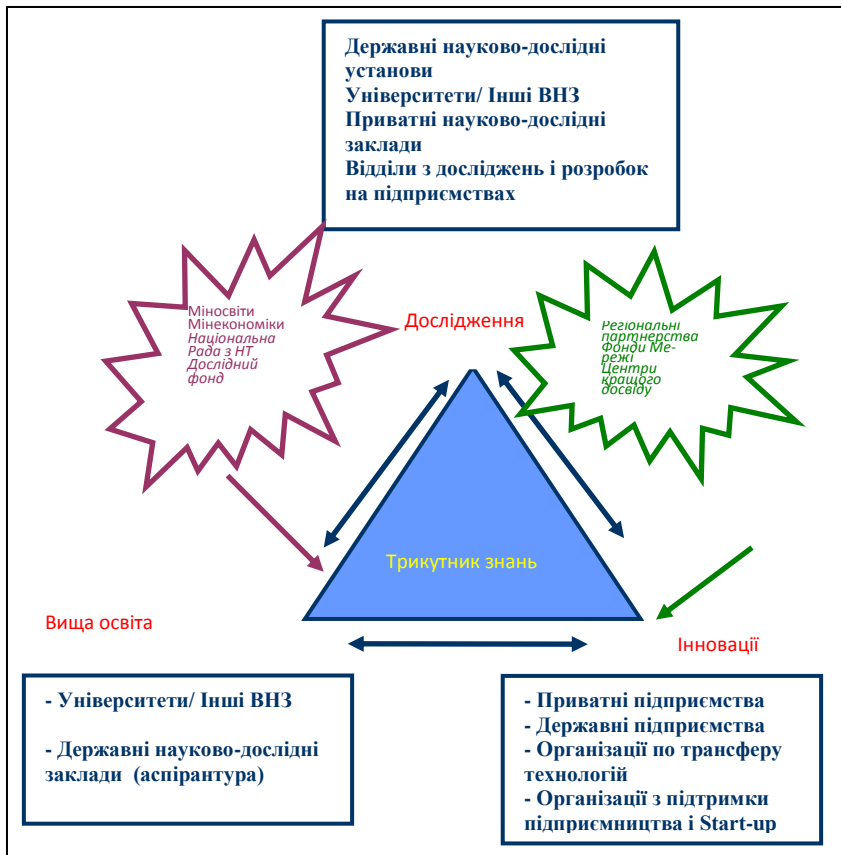 Державні науково-дослідні
установи
Університети/ Інші ВНЗ
Приватні науково-дослідні
заклади
Відділи з досліджень і розробок
на підприємствах
Міносвіти
Мінекономіки
Національна
Рада з НТ
Дослідний
фонд
Дослідження
Регіональні
партнерства
Фонди Ме-
режі
Центри
кращого
досвіду
Трикутник знань
Вища освіта
Інновації
- Університети/ Інші ВНЗ
- Державні науково-дослідні
заклади (аспірантура)
- Приватні підприємства
- Державні підприємства
- Організації по трансферу
технологій
- Організації з підтримки
підприємництва і Start-up